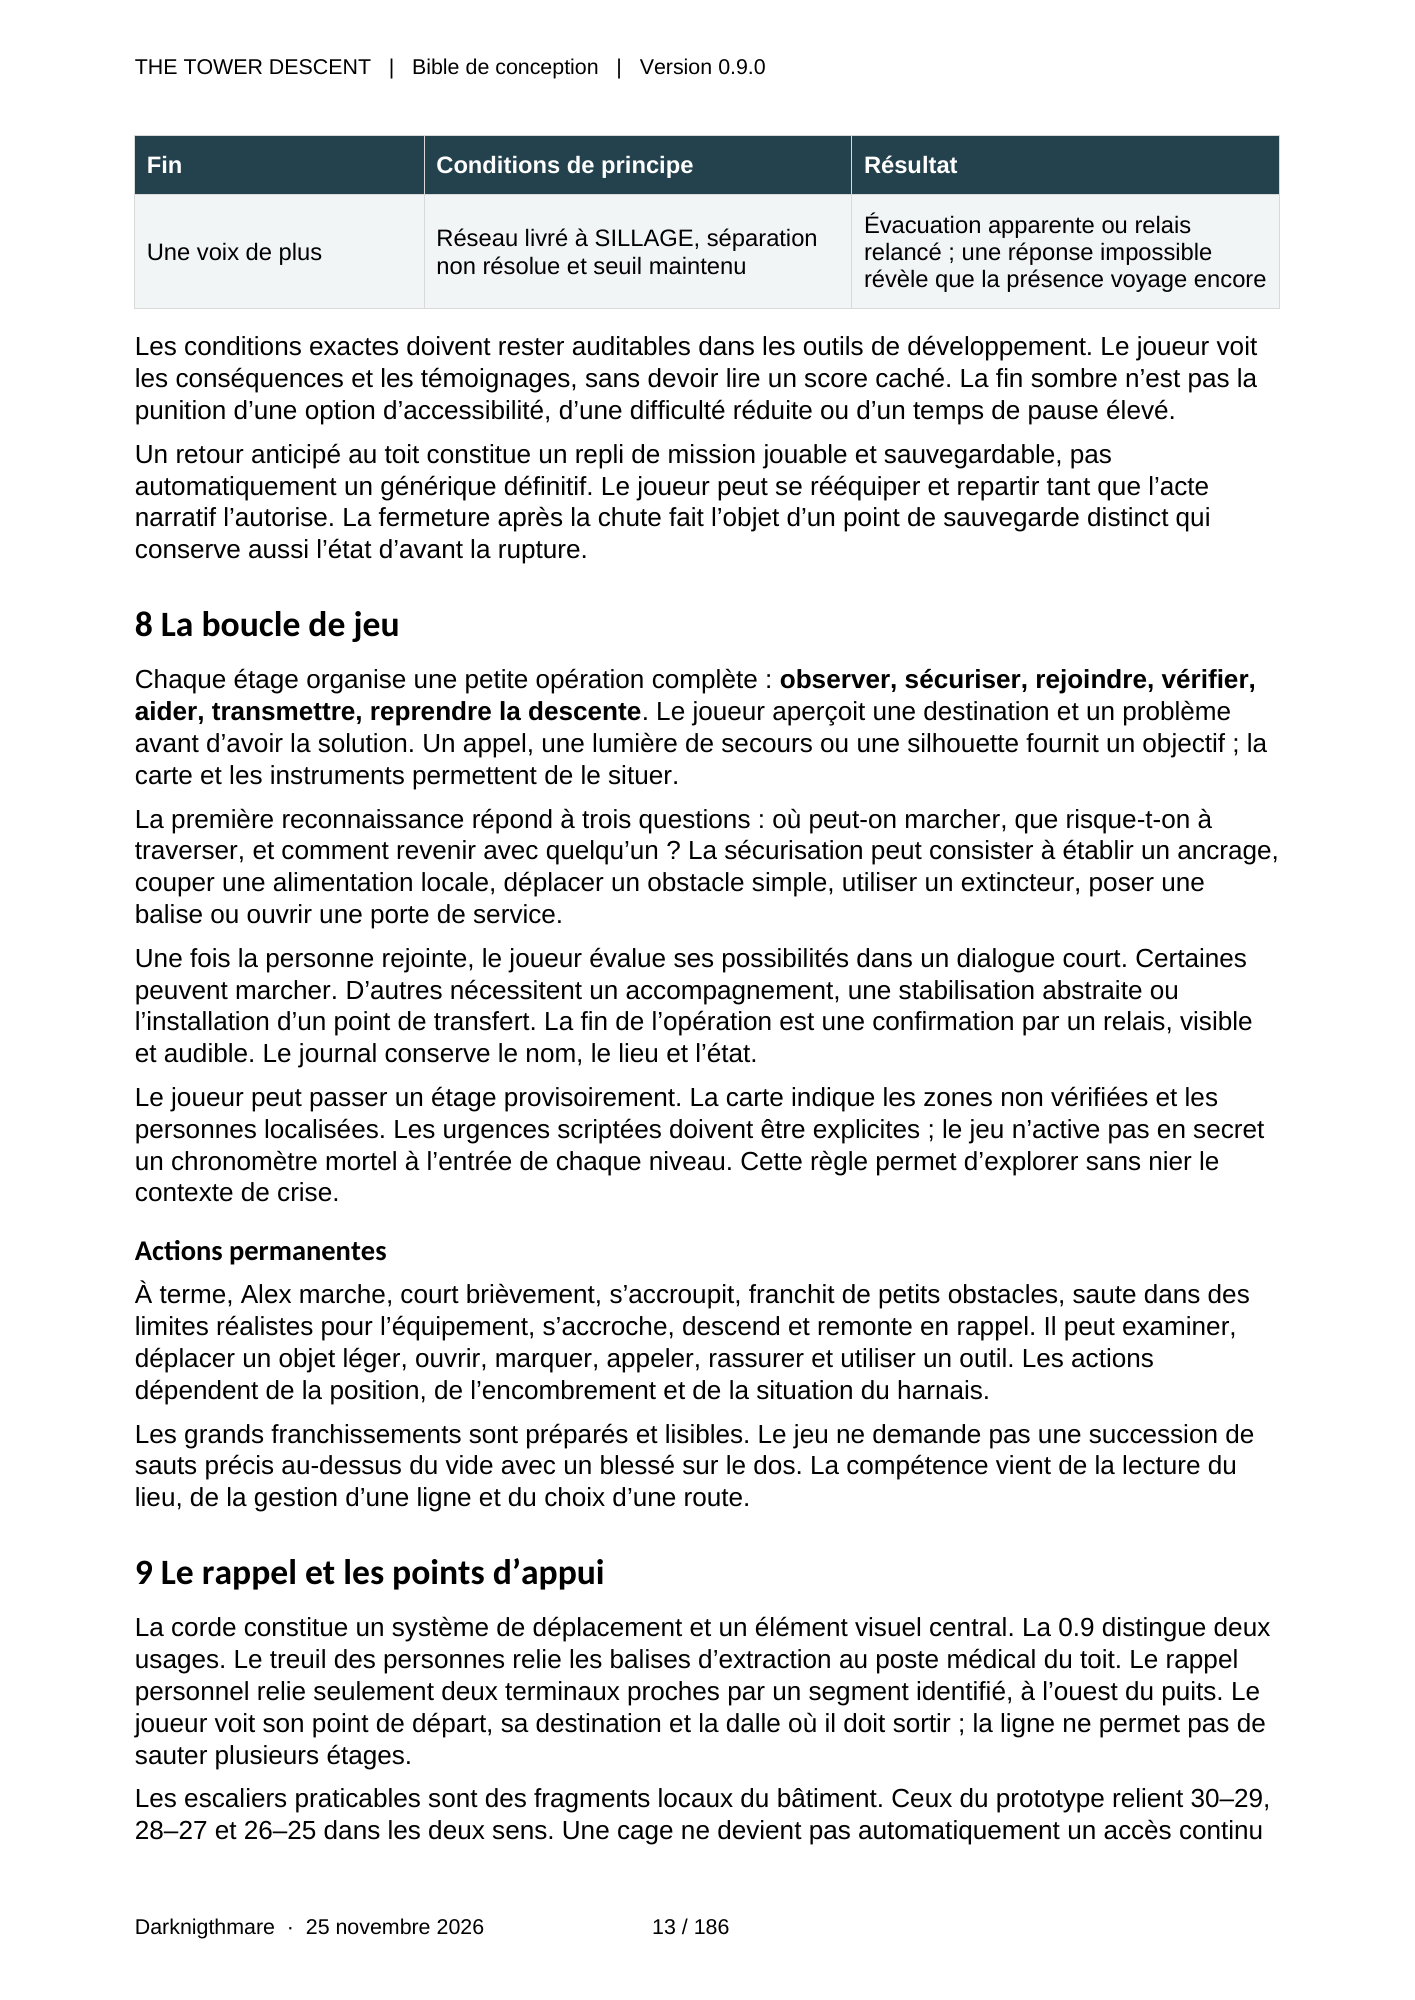 THE TOWER DESCENT | Bible de conception | Version 0.9.0
Fin
Conditions de principe
Résultat
Une voix de plus
Réseau livré à SILLAGE, séparation
non résolue et seuil maintenu
Évacuation apparente ou relais
relancé ; une réponse impossible
révèle que la présence voyage encore
Les conditions exactes doivent rester auditables dans les outils de développement. Le joueur voit
les conséquences et les témoignages, sans devoir lire un score caché. La fin sombre n’est pas la
punition d’une option d’accessibilité, d’une difficulté réduite ou d’un temps de pause élevé.
Un retour anticipé au toit constitue un repli de mission jouable et sauvegardable, pas
automatiquement un générique définitif. Le joueur peut se rééquiper et repartir tant que l’acte
narratif l’autorise. La fermeture après la chute fait l’objet d’un point de sauvegarde distinct qui
conserve aussi l’état d’avant la rupture.
8 La boucle de jeu
Chaque étage organise une petite opération complète : observer, sécuriser, rejoindre, vérifier,
aider, transmettre, reprendre la descente. Le joueur aperçoit une destination et un problème
avant d’avoir la solution. Un appel, une lumière de secours ou une silhouette fournit un objectif ; la
carte et les instruments permettent de le situer.
La première reconnaissance répond à trois questions : où peut-on marcher, que risque-t-on à
traverser, et comment revenir avec quelqu’un ? La sécurisation peut consister à établir un ancrage,
couper une alimentation locale, déplacer un obstacle simple, utiliser un extincteur, poser une
balise ou ouvrir une porte de service.
Une fois la personne rejointe, le joueur évalue ses possibilités dans un dialogue court. Certaines
peuvent marcher. D’autres nécessitent un accompagnement, une stabilisation abstraite ou
l’installation d’un point de transfert. La fin de l’opération est une confirmation par un relais, visible
et audible. Le journal conserve le nom, le lieu et l’état.
Le joueur peut passer un étage provisoirement. La carte indique les zones non vérifiées et les
personnes localisées. Les urgences scriptées doivent être explicites ; le jeu n’active pas en secret
un chronomètre mortel à l’entrée de chaque niveau. Cette règle permet d’explorer sans nier le
contexte de crise.
Actions permanentes
À terme, Alex marche, court brièvement, s’accroupit, franchit de petits obstacles, saute dans des
limites réalistes pour l’équipement, s’accroche, descend et remonte en rappel. Il peut examiner,
déplacer un objet léger, ouvrir, marquer, appeler, rassurer et utiliser un outil. Les actions
dépendent de la position, de l’encombrement et de la situation du harnais.
Les grands franchissements sont préparés et lisibles. Le jeu ne demande pas une succession de
sauts précis au-dessus du vide avec un blessé sur le dos. La compétence vient de la lecture du
lieu, de la gestion d’une ligne et du choix d’une route.
9 Le rappel et les points d’appui
La corde constitue un système de déplacement et un élément visuel central. La 0.9 distingue deux
usages. Le treuil des personnes relie les balises d’extraction au poste médical du toit. Le rappel
personnel relie seulement deux terminaux proches par un segment identifié, à l’ouest du puits. Le
joueur voit son point de départ, sa destination et la dalle où il doit sortir ; la ligne ne permet pas de
sauter plusieurs étages.
Les escaliers praticables sont des fragments locaux du bâtiment. Ceux du prototype relient 30–29,
28–27 et 26–25 dans les deux sens. Une cage ne devient pas automatiquement un accès continu
Darknigthmare · 25 novembre 2026
13 / 186